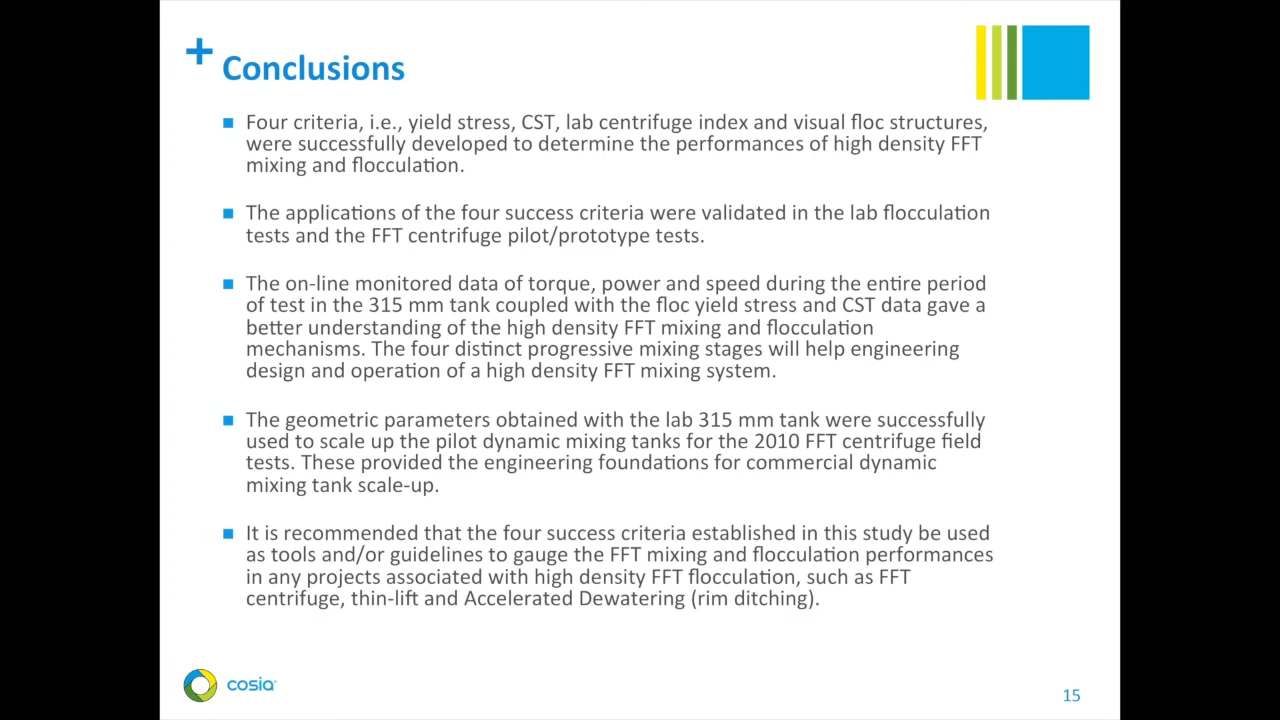 + Conclusions
Four criteria, i.e., yield stress, CST, lab centrifuge index and visual floc structures,
were successfully developed to determine the performances of high density FFT
mixing and flocculation.
The applications of the four success criteria were validated in the lab flocculation
tests and the FFT centrifuge pilot/prototype tests.
The on-line monitored data of torque, power and speed during the entire period
of test in the 315 mm tank coupled with the floc yield stress and CST data gave a
better understanding of the high density FFT mixing and flocculation
mechanisms. The four distinct progressive mixing stages will help engineering
design and operation of a high density FFT mixing system.
The geometric parameters obtained with the lab 315 mm tank were successfully
used to scale up the pilot dynamic mixing tanks for the 2010 FFT centrifuge field
tests. These provided the engineering foundations for commercial dynamic
mixing tank scale-up.
It is recommended that the four success criteria established in this study be used
as tools and/or guidelines to gauge the FFT mixing and flocculation performances
in any projects associated with high density FFT flocculation, such as FFT
centrifuge, thin-lift and Accelerated Dewatering (rim ditching).
cosia
15